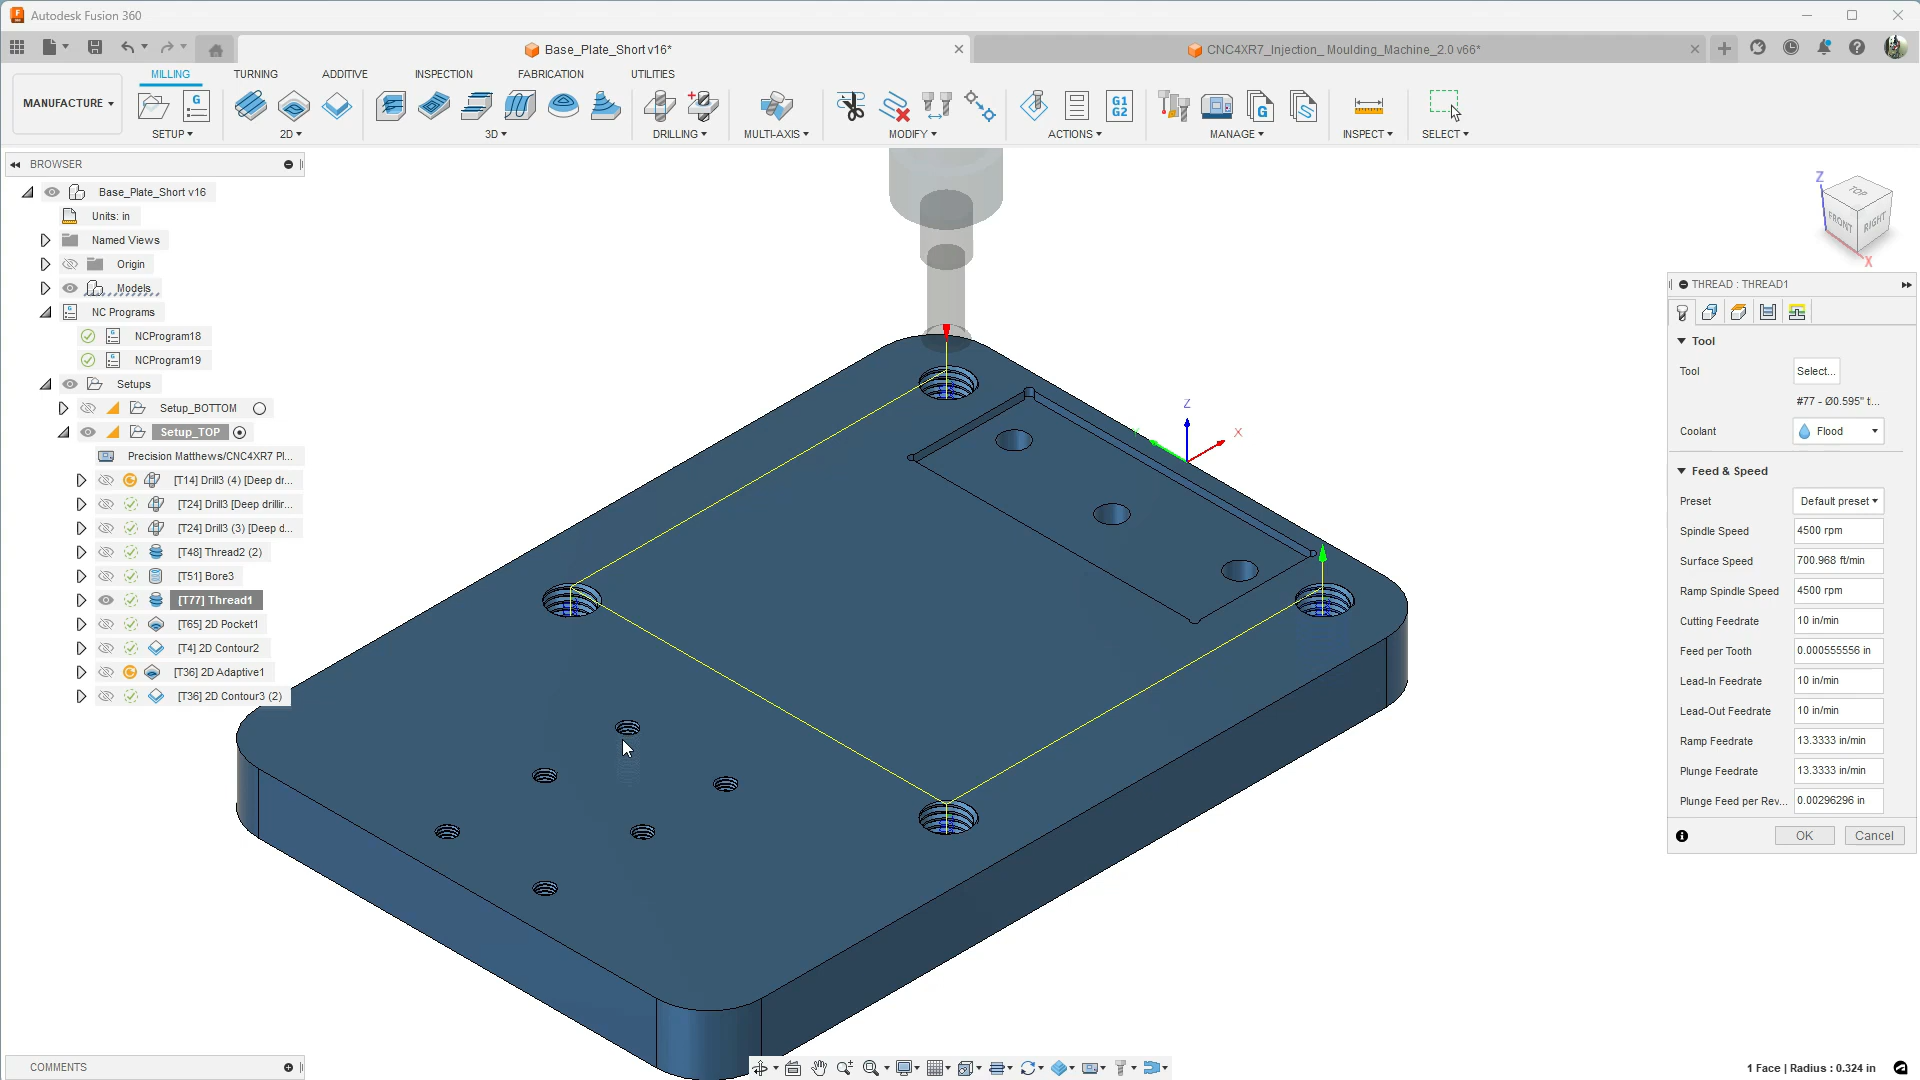 Autodesk Fusion 360
Base_Plate_Short v16*
CNC4XR7_Injection_ Moulding_Machine_2.0 v66*
MANUFACTURE
MILLING
TURNING
ADDITIVE
INSPECTION
FABRICATION
UTILITIES
G1
G2
SETUP
2D
3D
DRILLING
MULTI-AXIS
MODIFY
ACTIONS
MANAGE
INSPECT
SELECT
BROWSER
Base_Plate_Short v16
Units: in
Named Views
Origin
Models
NC Programs
NCProgram18
NCProgram19
Setups
Setup_BOTTOM
Setup_TOP
Precision Matthews/CNC4XR7 Pl...
[T14] Drill3 (4) [Deep dr...
[T24] Drill3 [Deep drillir...
[T24] Drill3 (3) [Deep d...
[T48] Thread2 (2)
[T51] Bore3
[T77] Thread1
[T65] 2D Pocket1
[T4] 2D Contour2
[T36] 2D Adaptive1
[T36] 2D Contour3 (2)
Z
X
Z
TOP
FRONT
RIGHT
X
THREAD : THREAD1
Tool
Tool
Select...
#77 - Ø0.595" t...
Coolant
Flood
Feed & Speed
Preset
Default preset
Spindle Speed
4500 rpm
Surface Speed
700.968 ft/min
Ramp Spindle Speed
4500 rpm
Cutting Feedrate
10 in/min
Feed per Tooth
0.000555556 in
Lead-In Feedrate
10 in/min
Lead-Out Feedrate
10 in/min
Ramp Feedrate
13.3333 in/min
Plunge Feedrate
13.3333 in/min
Plunge Feed per Rev...
0.00296296 in
OK
Cancel
COMMENTS
1 Face | Radius : 0.324 in